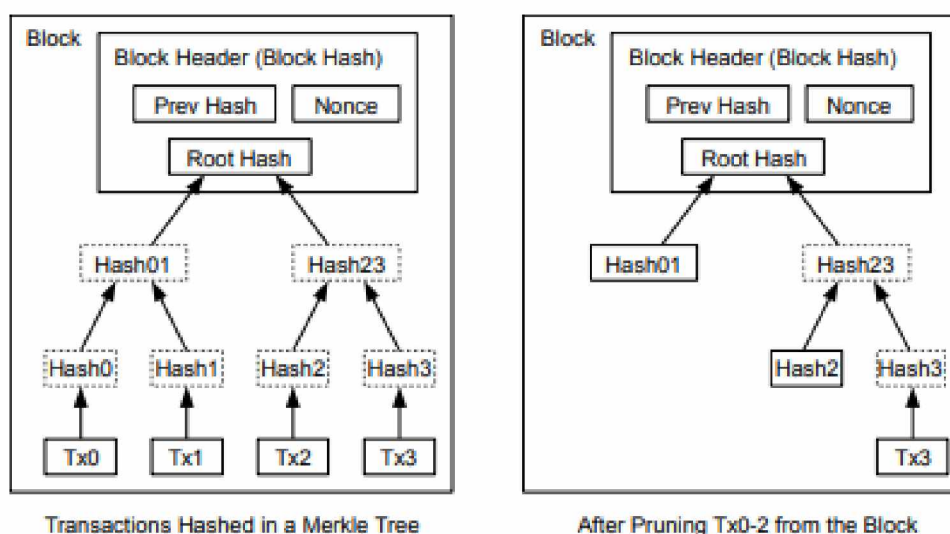 Block
Block Header (Block Hash)
Prev Hash
Nonce
Root Hash
Hash01
Hash23
Hash0
Hash1
Hash2
Hash3
Tx0
Tx1
Tx2
Tx3
Transactions Hashed in a Merkle Tree
Block
Block Header (Block Hash)
Prev Hash
Nonce
Root Hash
Hash01
Hash23
Hash2
Hash3
Tx3
After Pruning Tx0-2 from the Block